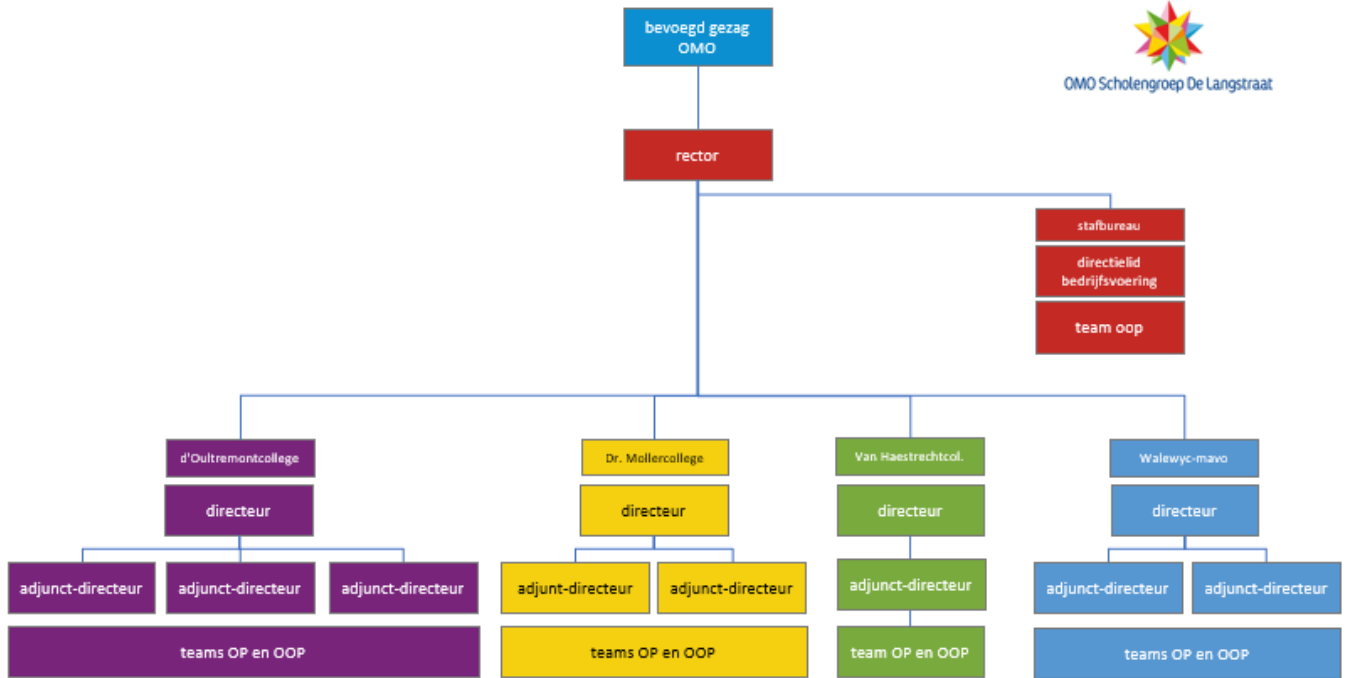 bevoegd gezag
OMO
OMO Scholengroep De Langstraat
rector
stafbureau
directielid
bedrijfsvoering
team oop
d'Oultremontcollege
Dr. Mollercollege
Van Haestrechtcol.
Walewyc-mavo
directeur
directeur
directeur
directeur
adjunct-directeur
adjunct-directeur
adjunct-directeur
adjunt-directeur
adjunct-directeur
adjunct-directeur
adjunct-directeur
adjunct-directeur
teams OP en OOP
teams OP en OOP
team OP en OOP
teams OP en OOP